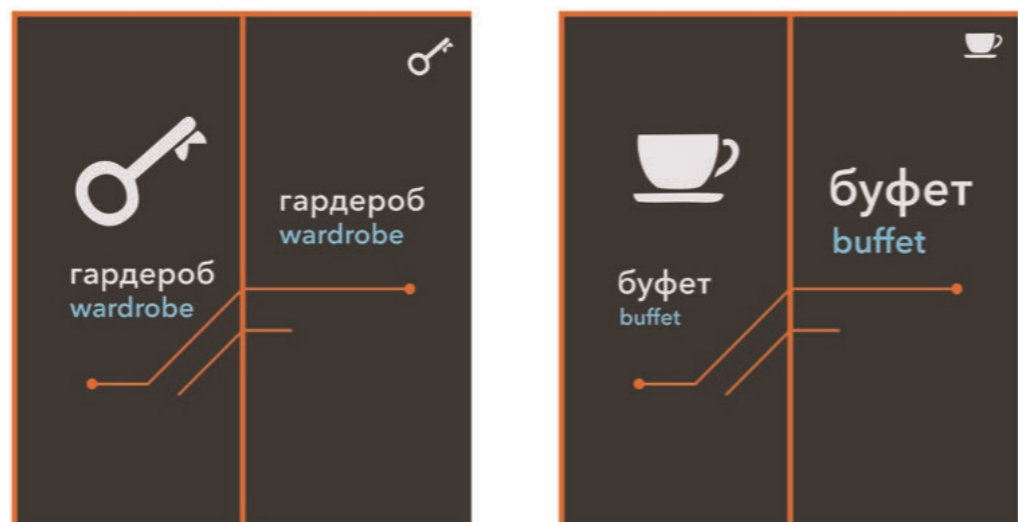 гардероб
wardrobe
гардероб
wardrobe
буфет
buffet
буфет
buffet